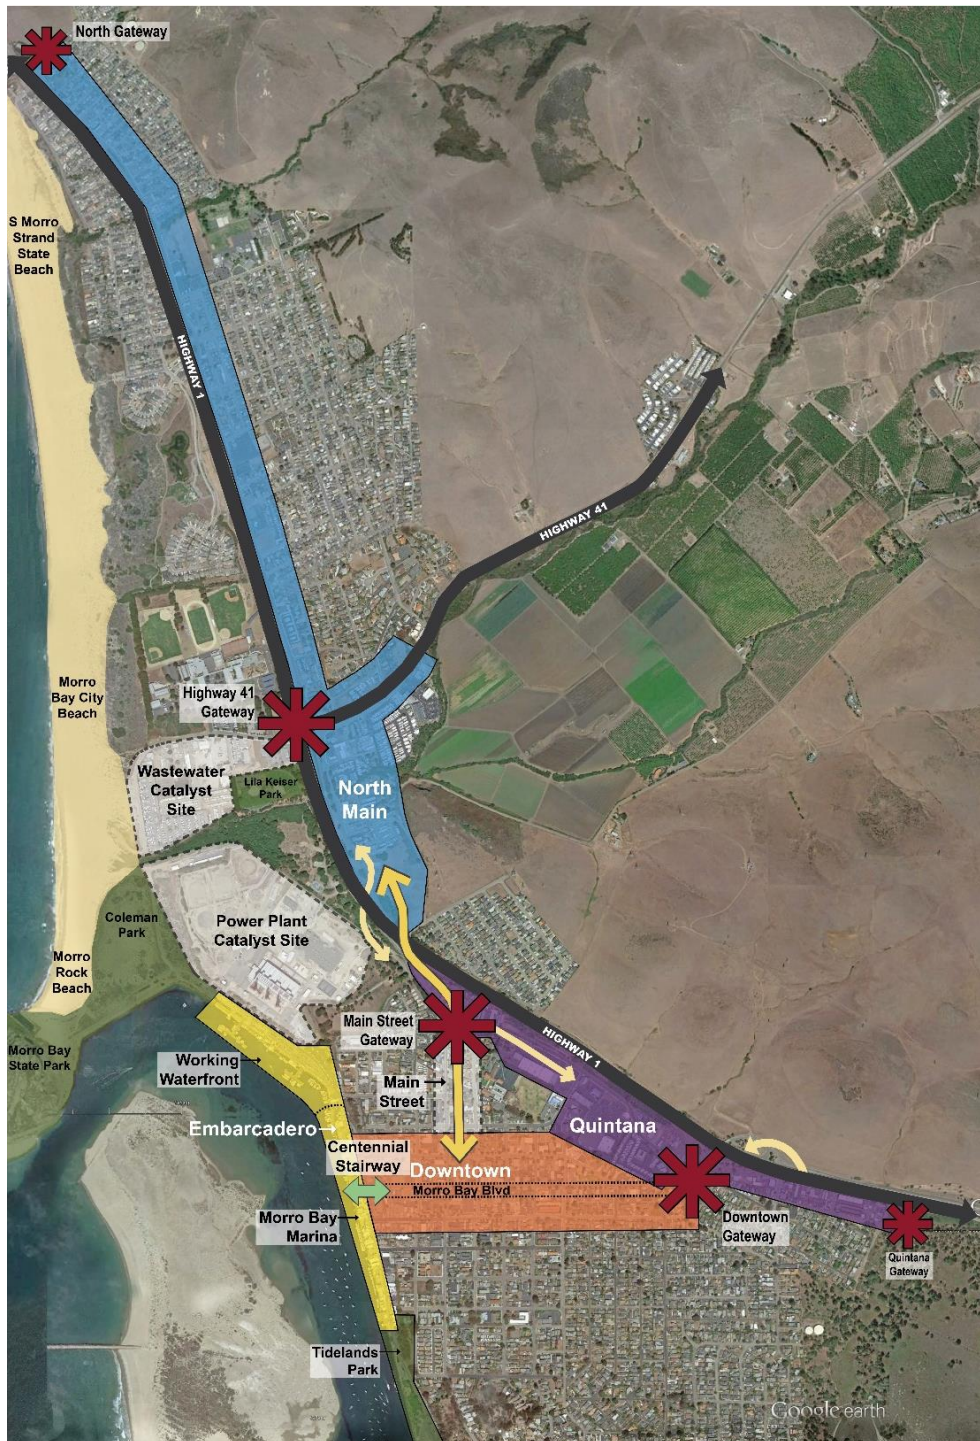 North Gateway
S Morro
Strand
State
Beach
HIGHWAY 1
HIGHWAY 41
Morro
Bay City
Beach
Highway 41
Gateway
Wastewater
Catalyst
Site
Lila Keiser
Park
North
Main
Coleman
Park
Power Plant
Catalyst Site
Morro
Rock
Beach
Main Street
Gateway
Morro Bay
State Park
HIGHWAY 1
Working
Waterfront
Main
Street
Embarcadero
Quintana
Centennial
Stairway
Downtown
Morro Bay Blvd
Morro Bay
Marina
Downtown
Gateway
Quintana
Gateway
Tidelands
Park
Google earth